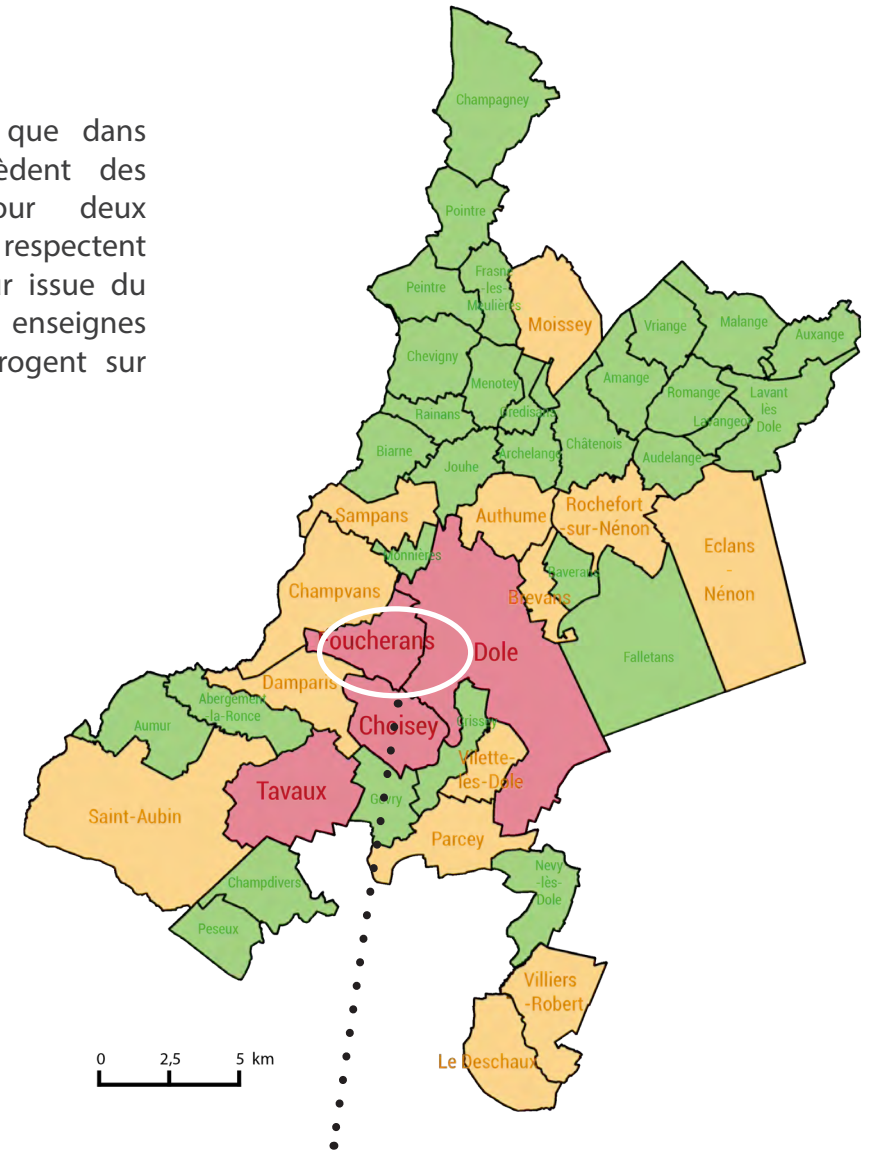 que dans
èdent des
our deux
respectent
ur issue du
enseignes
rogent sur
Champagney
Pointre
Peintre
Frasne
-les-
Meulières
Moissey
Vriange
Malange
Auxange
Chevigny
Menotey
Amange
Romange
Lavant
lès
Dole
Rainans
Gredisans
Lavangeot
Biarne
Jouhe
Archelange
Châtenois
Audelange
Sampans
Authume
Rochefort
-sur-Nénon
Eclans
-
Nénon
Monnières
Baverans
Champvans
Brevans
Foucherans
Dole
Falletans
Damparis
Abergement
-la-Ronce
Aumur
Choisey
Crissey
Vilette-
les-Dole
Tavaux
Gevry
Saint-Aubin
Parcey
Champdivers
Nevy
-lès-
Dole
Peseux
Villiers
-Robert
Le Deschaux
0 2,5 5 km